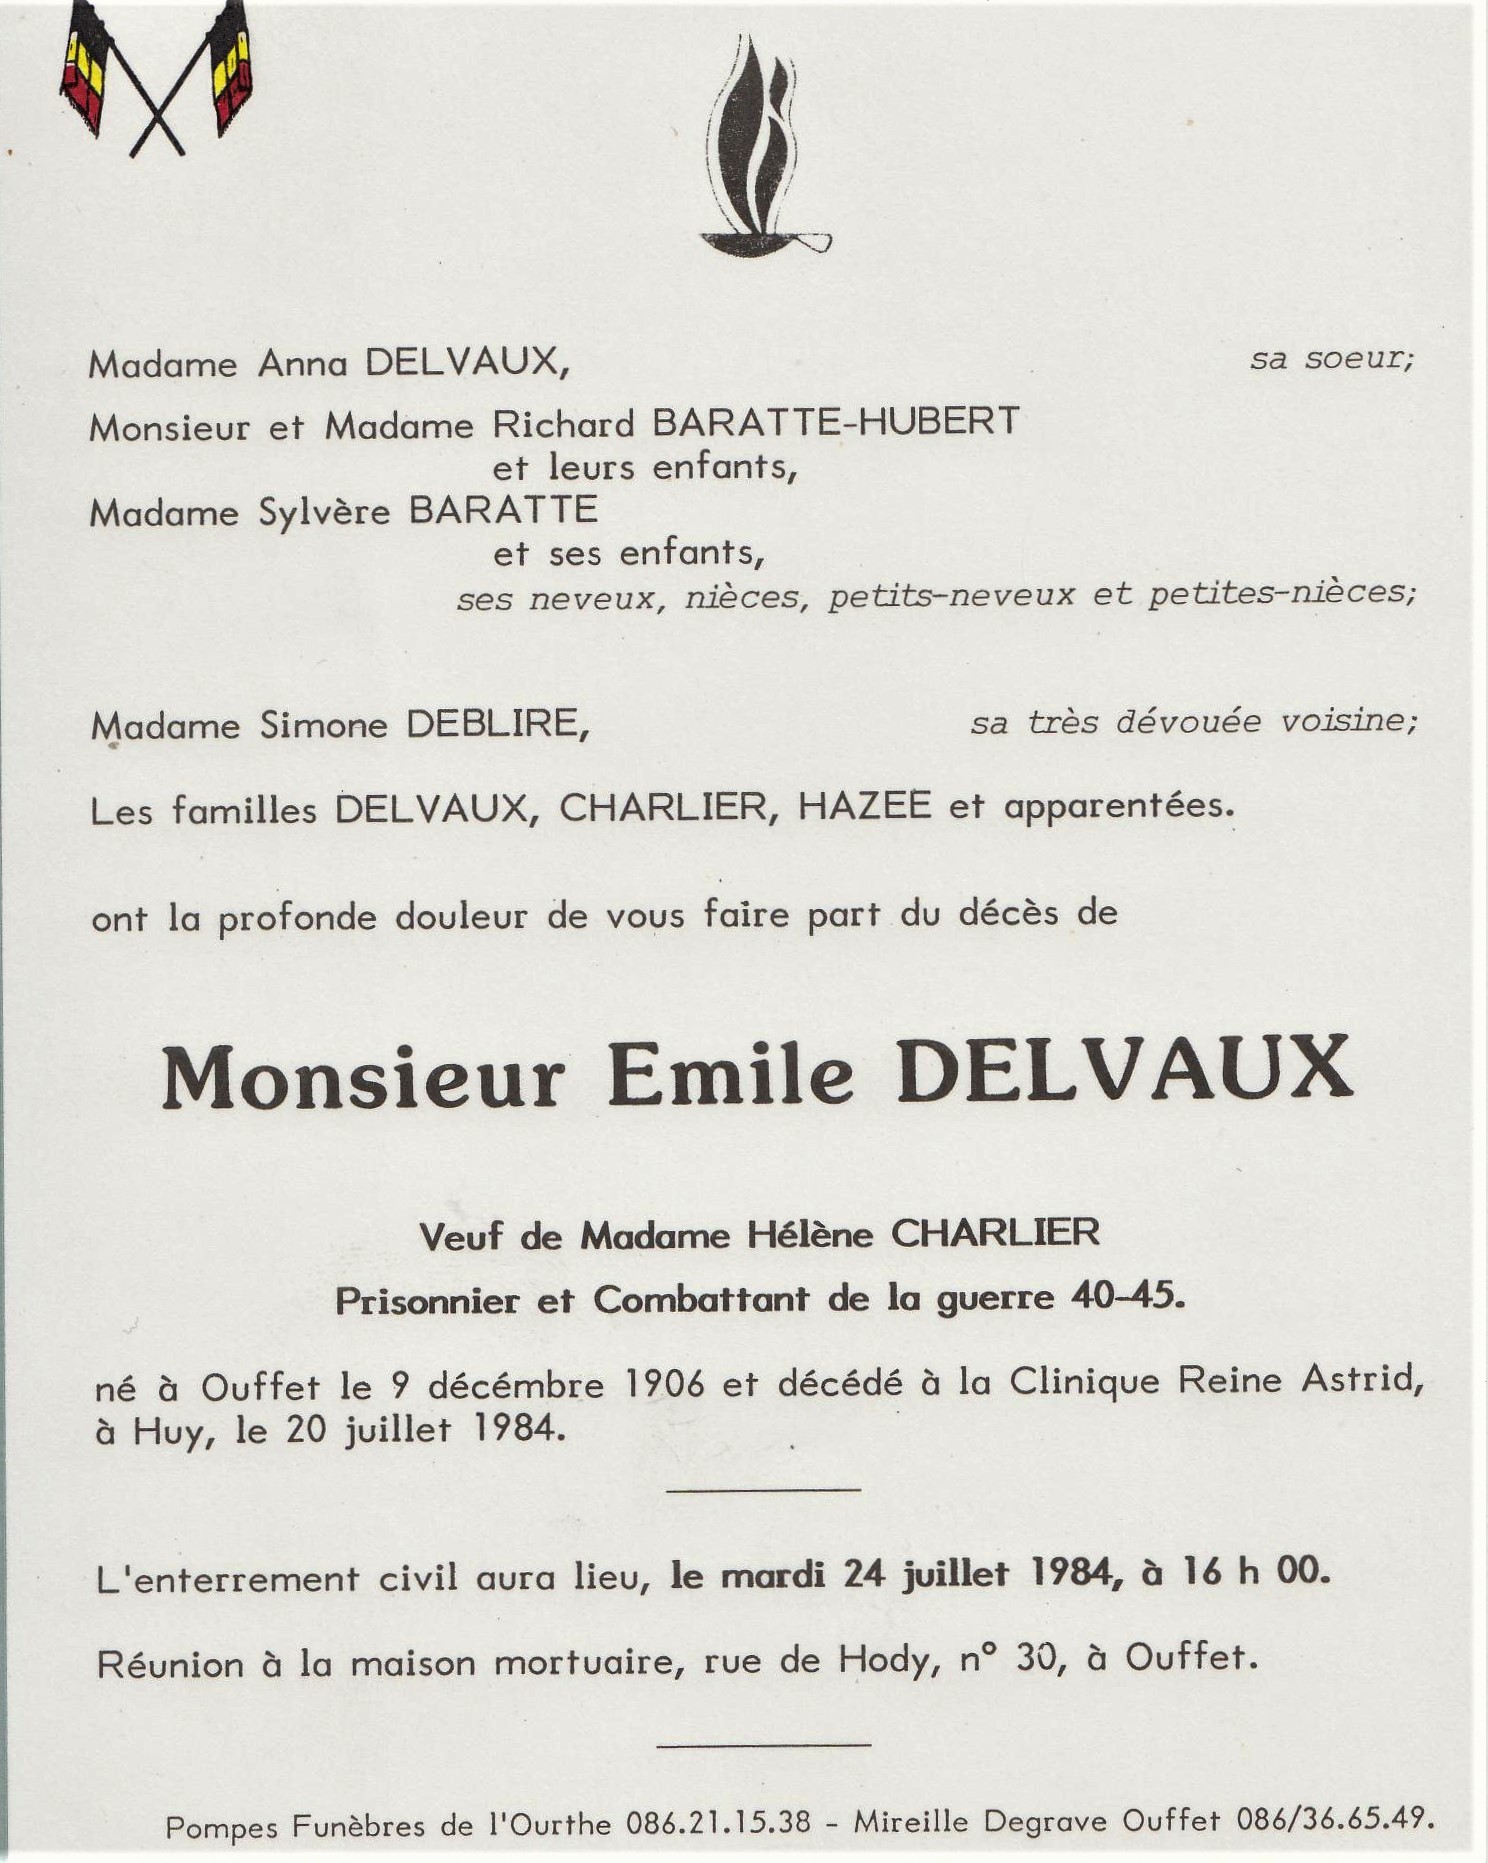 Madame Anna DELVAUX, sa soeur;
Monsieur et Madame Richard BARATTE-HUBERT
et leurs enfants,
Madame Sylvère BARATTE
et ses enfants,
ses neveux, nièces, petits-neveux et petites-nièces;
Madame Simone DEBLIRE, sa très dévouée voisine;
Les familles DELVAUX, CHARLIER, HAZEE et apparentées.
ont la profonde douleur de vous faire part du décès de
Monsieur Emile DELVAUX
Veuf de Madame Hélène CHARLIER
Prisonnier et Combattant de la guerre 40-45.
né à Ouffet le 9 décémbre 1906 et décédé à la Clinique Reine Astrid,
à Huy, le 20 juillet 1984.
L'enterrement civil aura lieu, le mardi 24 juillet 1984, à 16 h 00.
Réunion à la maison mortuaire, rue de Hody, n° 30, à Ouffet.
Pompes Funèbres de l'Ourthe 086.21.15.38 - Mireille Degrave Ouffet 086/36.65.49.